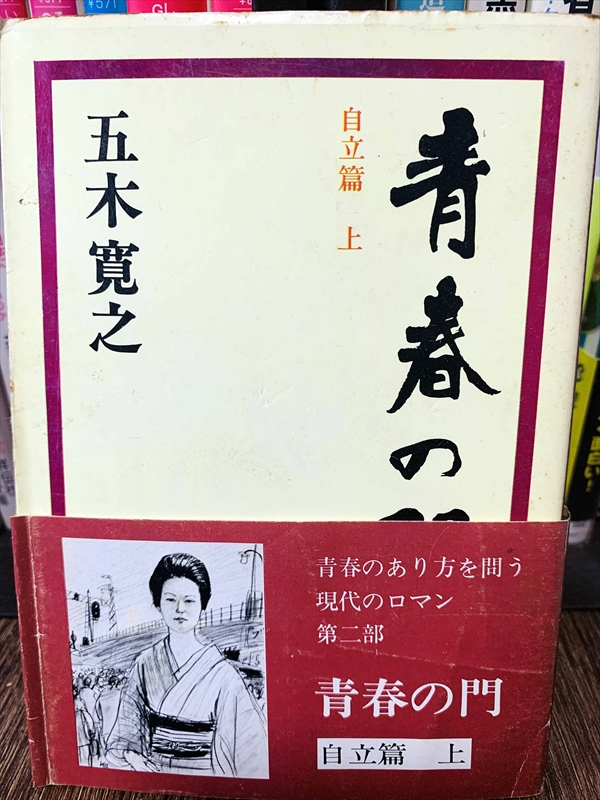 青春の門
自立篇 上
五木寛之
青春のあり方を問う
現代のロマン
第二部
青春の門
自立篇 上